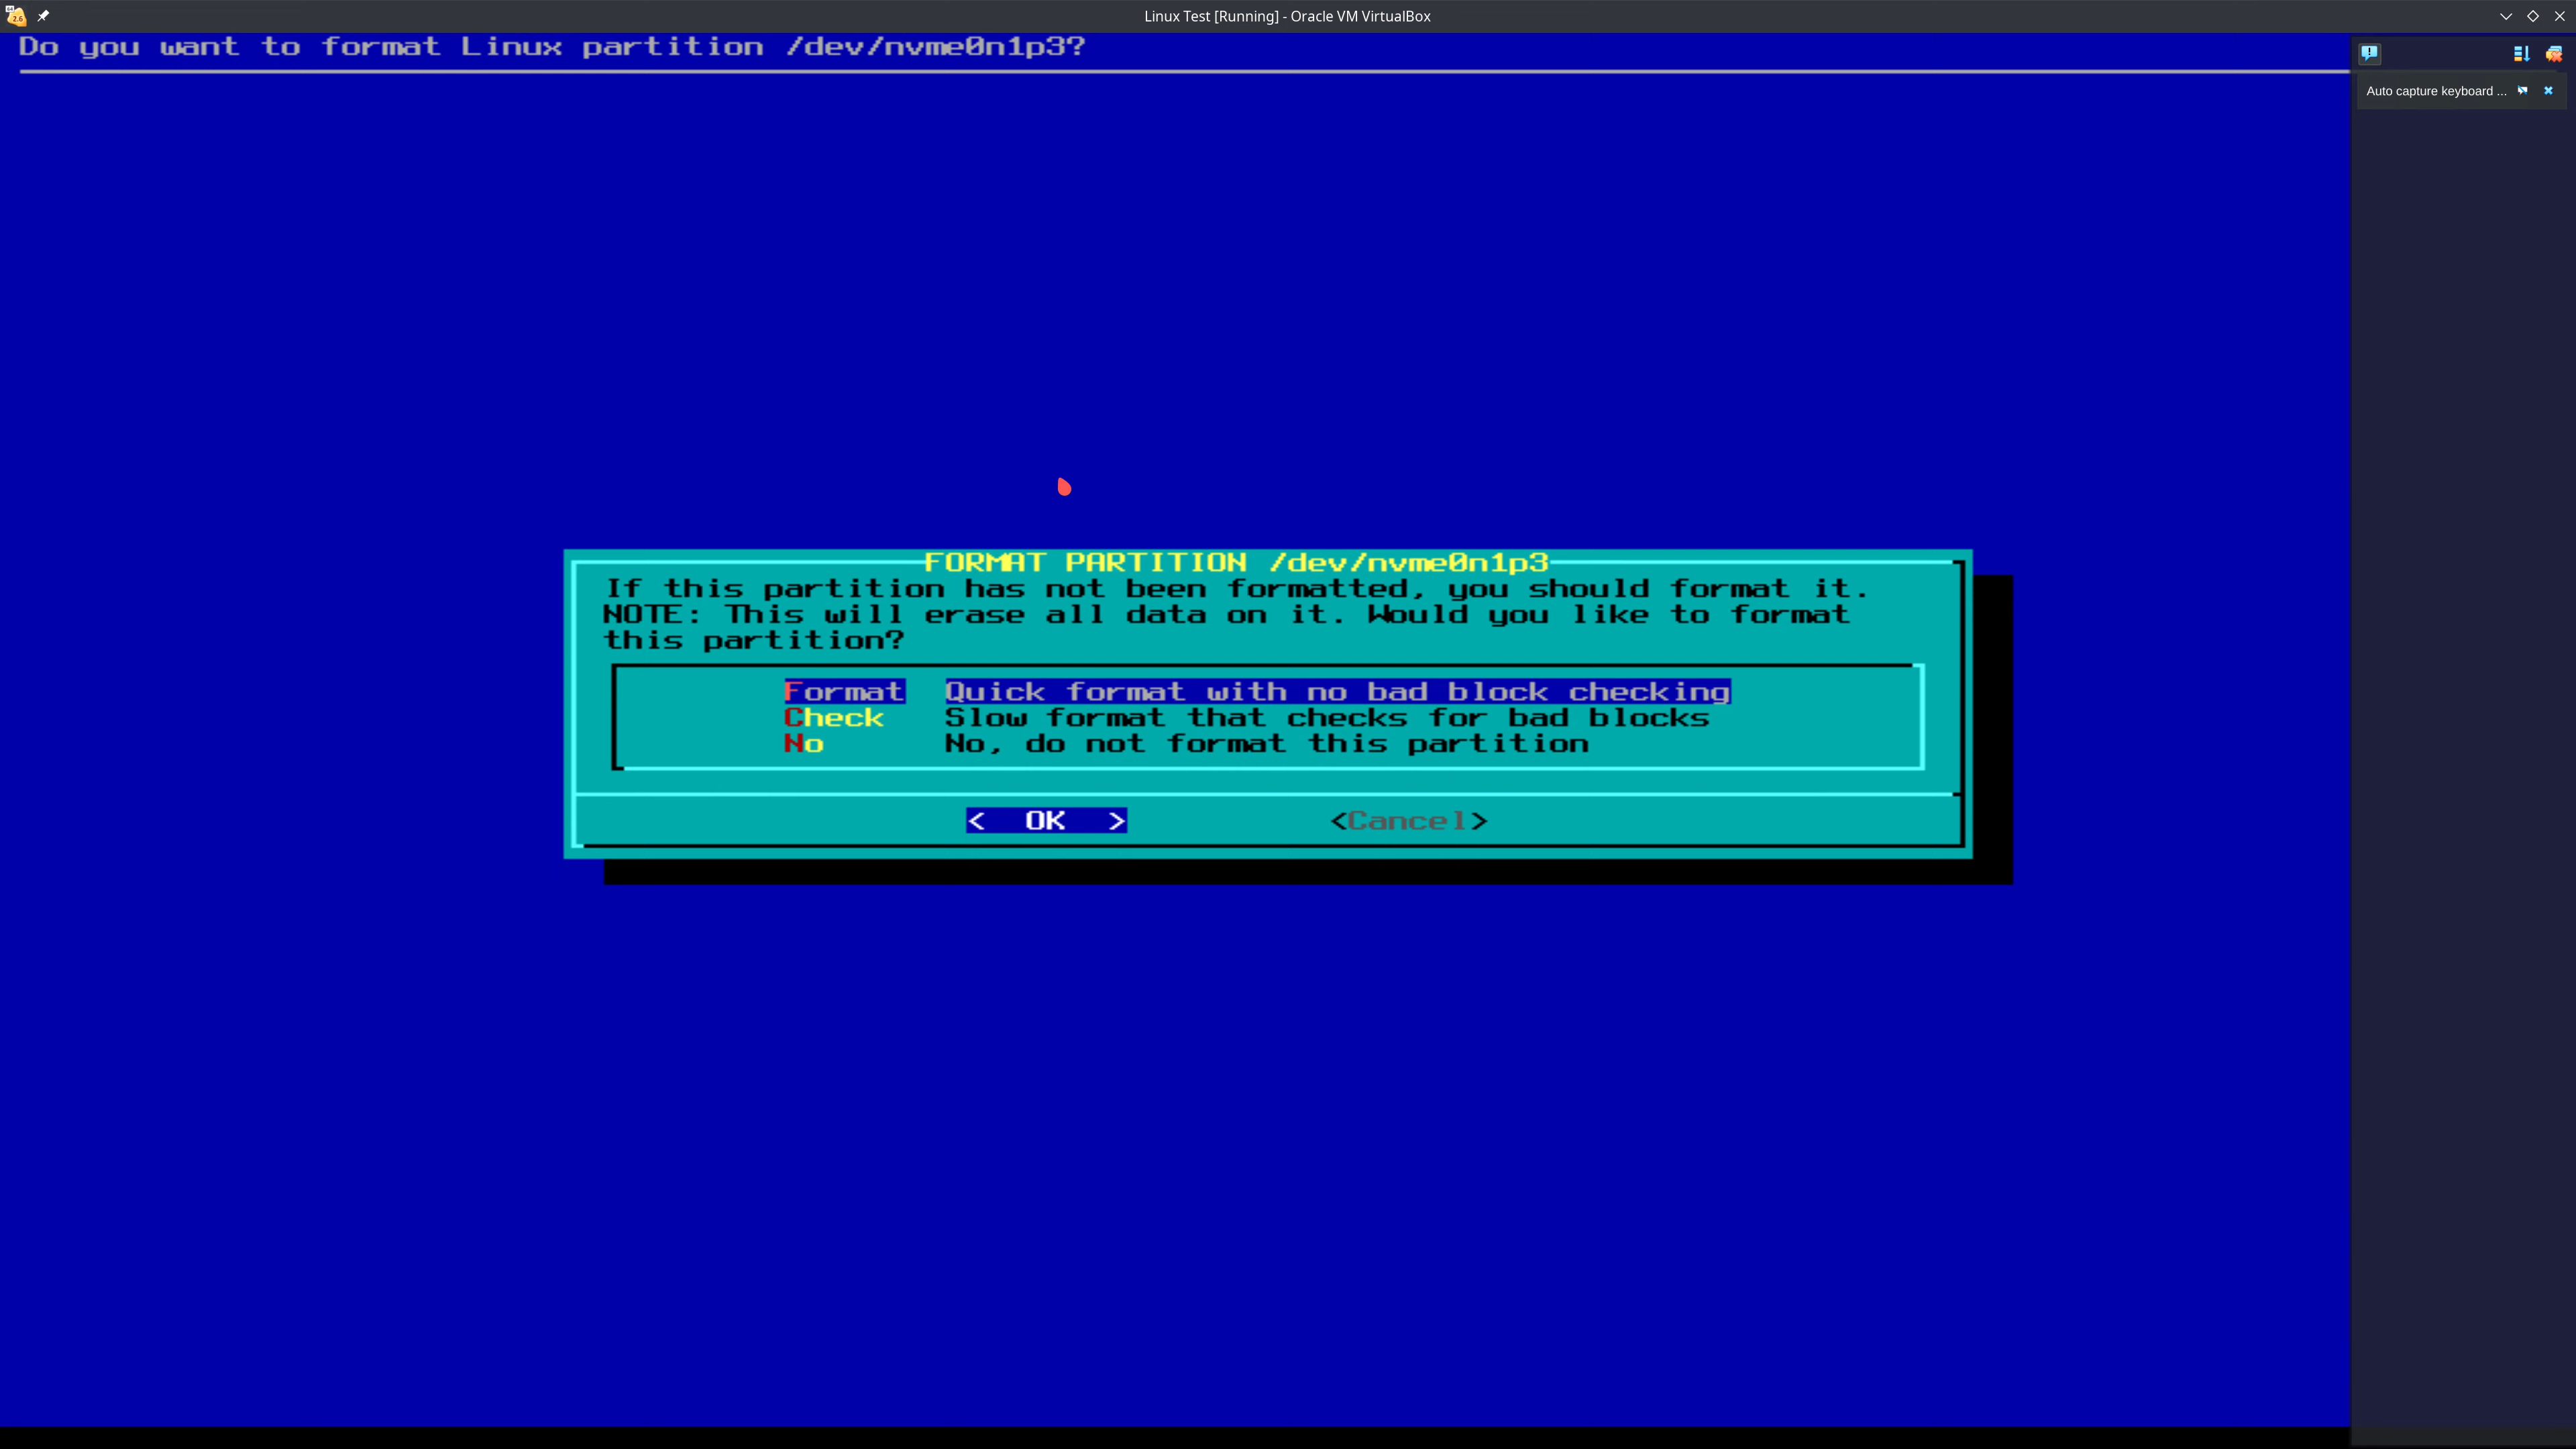 Linux Test [Running] - Oracle VM VirtualBox
Do you want to format Linux partition /dev/nvme0n1p3?
Auto capture keyboard ...
FORMAT PARTITION /dev/nvme0n1p3
If this partition has not been formatted, you should format it.
NOTE: This will erase all data on it. Would you like to format
this partition?
Format Quick format with no bad block checking
Check Slow format that checks for bad blocks
No No, do not format this partition
< OK > <Cancel>